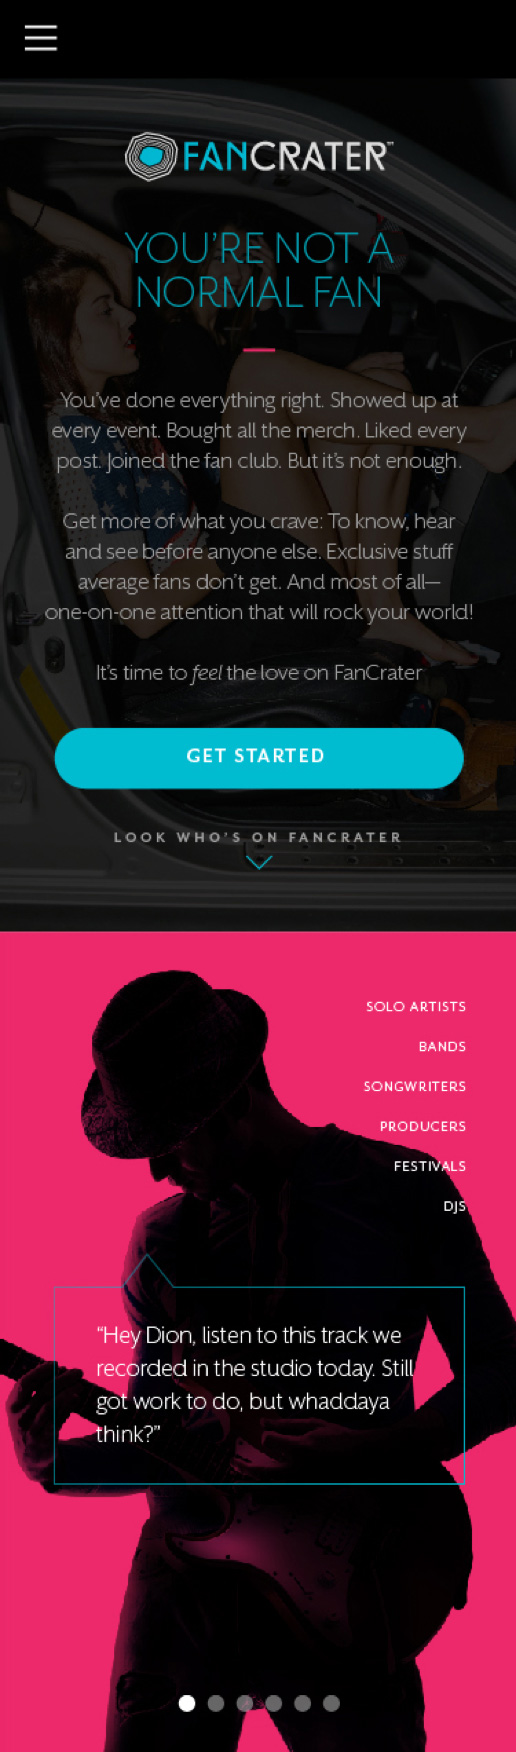 FANCRATER™
YOU'RE NOT A
NORMAL FAN
You've done everything right. Showed up at
every event. Bought all the merch. Liked every
post. Joined the fan club. But it's not enough.
Get more of what you crave: To know, hear
and see before anyone else. Exclusive stuff
average fans don't get. And most of all—
one-on-one attention that will rock your world!
It's time to feel the love on FanCrater
GET STARTED
LOOK WHO'S ON FANCRATER
SOLO ARTISTS
BANDS
SONGWRITERS
PRODUCERS
FESTIVALS
DJS
“Hey Dion, listen to this track we
recorded in the studio today. Still
got work to do, but whaddaya
think?”